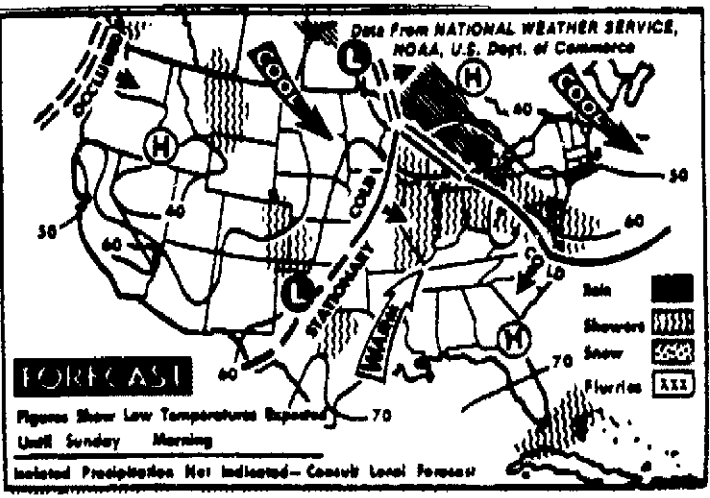 Data From NATIONAL WEATHER SERVICE,
NOAA, U.S. Dept. of Commerce
OCCLUDED
COOL
L
H
COOL
60
H
50
COLD
60
50
60
60
L
STATIONARY
WARM
COLD
Rain
Showers
H
Snow
60
70
Flurries
XXX
FORECAST
70
Figures Show Low Temperatures Expected
Until Sunday Morning
Isolated Precipitation Not Indicated– Consult Local Forecast